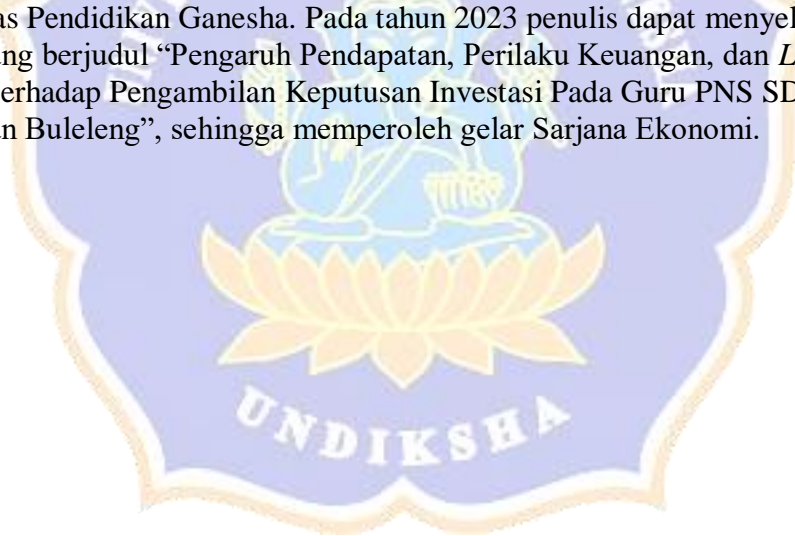 as Pendidikan Ganesha. Pada tahun 2023 penulis dapat menyel
ng berjudul “Pengaruh Pendapatan, Perilaku Keuangan, dan L
erhadap Pengambilan Keputusan Investasi Pada Guru PNS SD
n Buleleng”, sehingga memperoleh gelar Sarjana Ekonomi.
UNDIKSHA